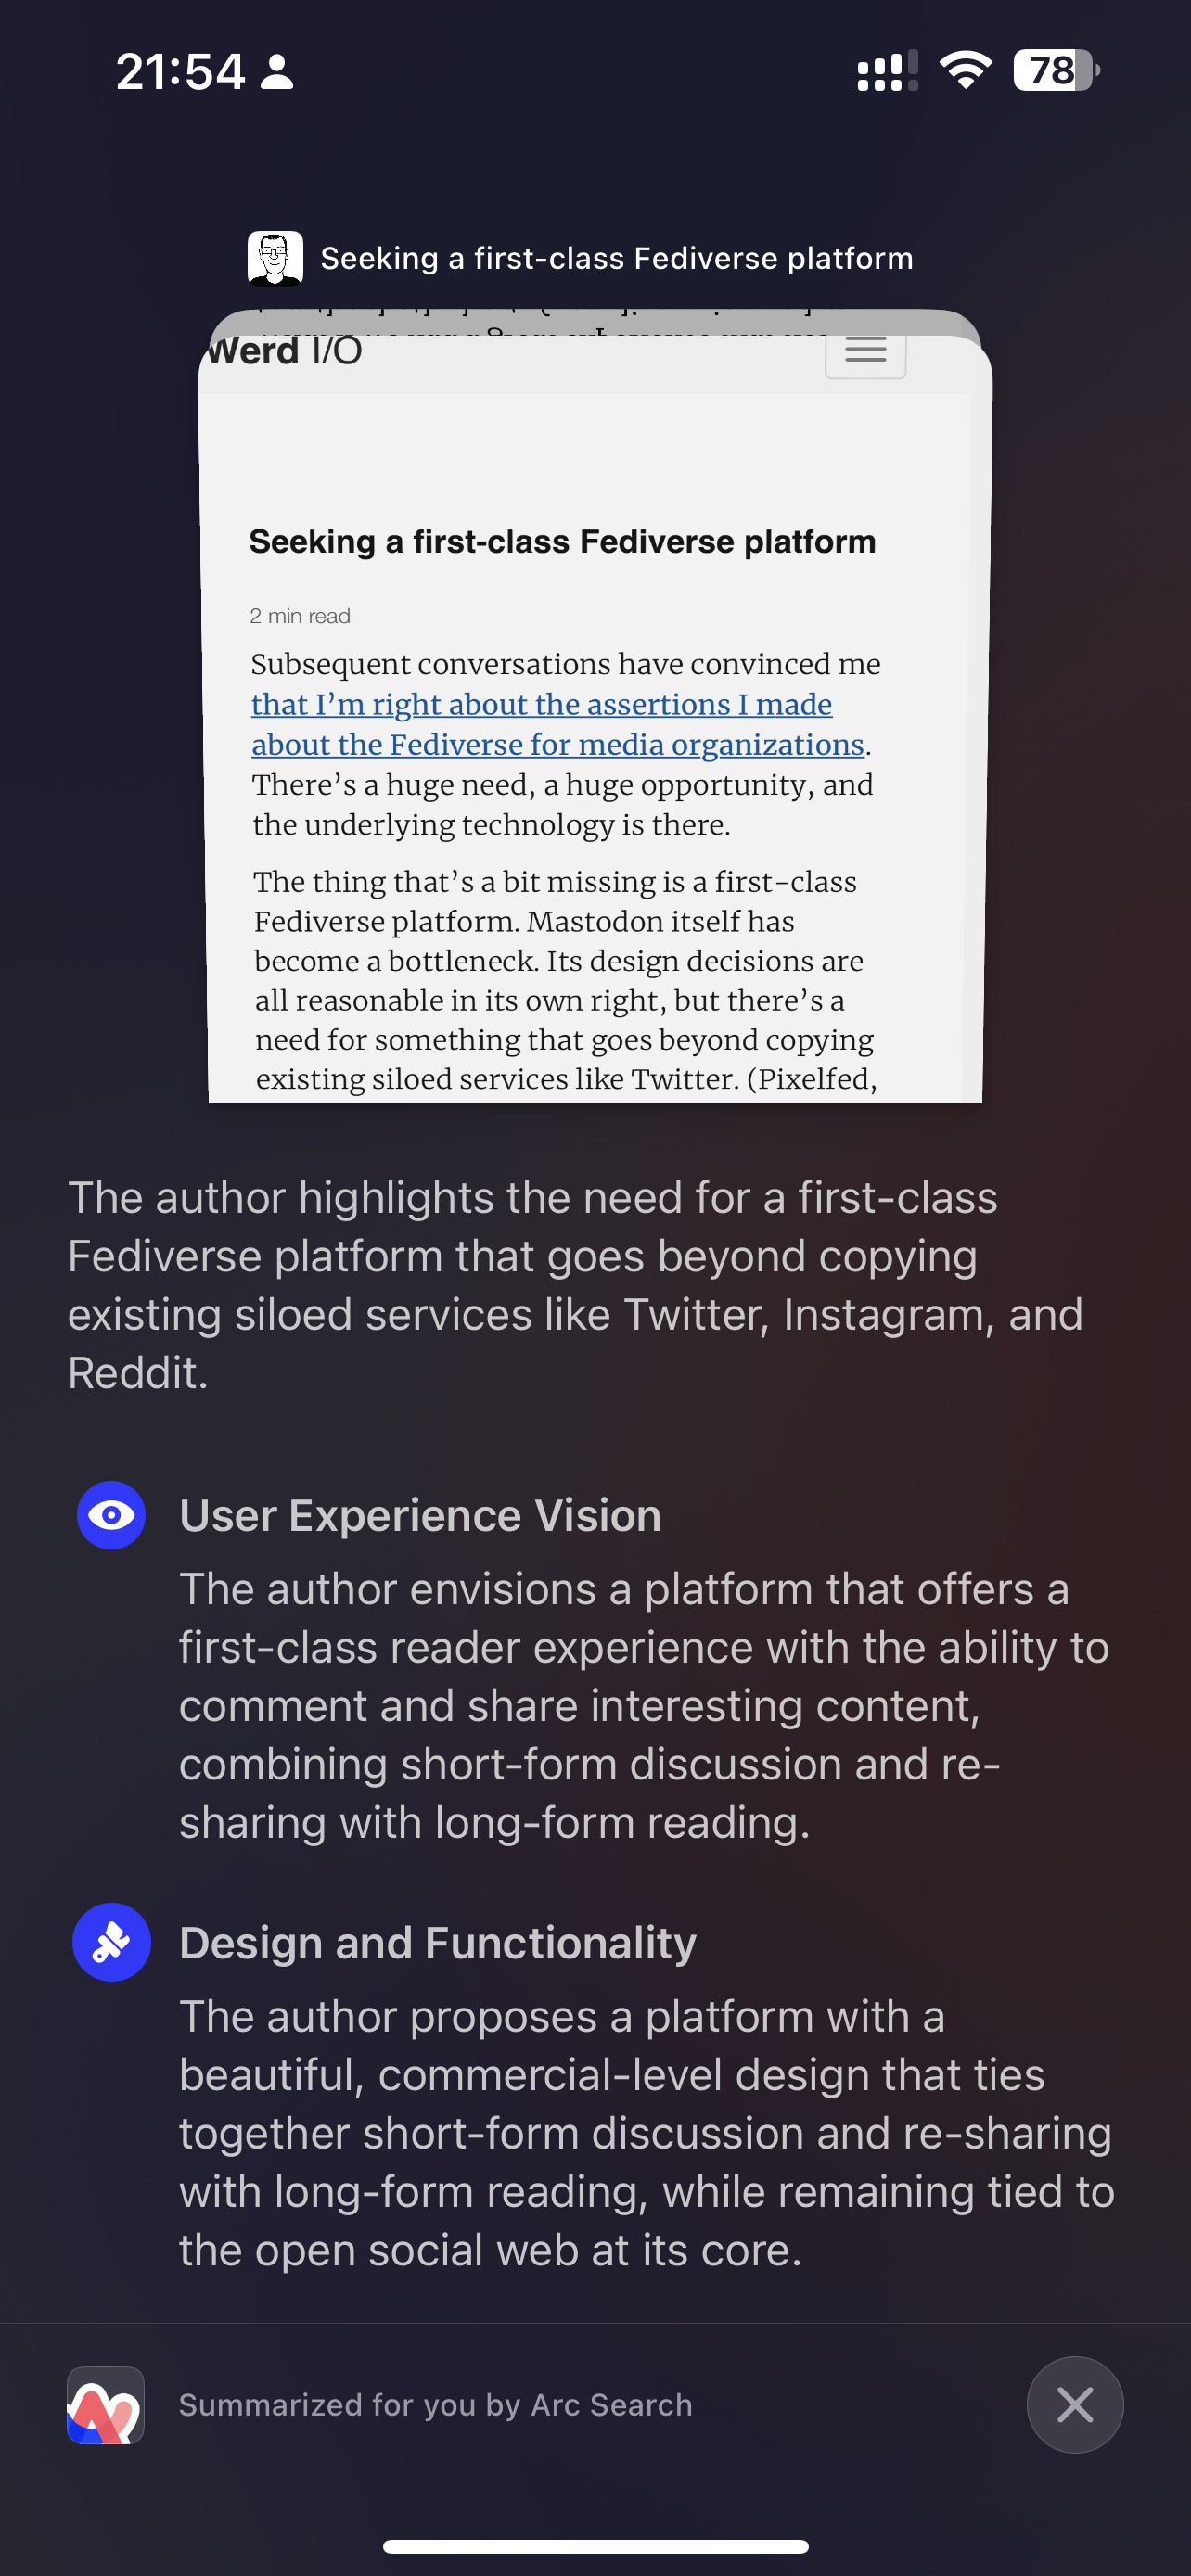 21:54
78
Seeking a first-class Fediverse platform
Werd I/O
Seeking a first-class Fediverse platform
2 min read
Subsequent conversations have convinced me
that I’m right about the assertions I made
about the Fediverse for media organizations.
There’s a huge need, a huge opportunity, and
the underlying technology is there.
The thing that’s a bit missing is a first-class
Fediverse platform. Mastodon itself has
become a bottleneck. Its design decisions are
all reasonable in its own right, but there’s a
need for something that goes beyond copying
existing siloed services like Twitter. (Pixelfed,
The author highlights the need for a first-class
Fediverse platform that goes beyond copying
existing siloed services like Twitter, Instagram, and
Reddit.
User Experience Vision
The author envisions a platform that offers a
first-class reader experience with the ability to
comment and share interesting content,
combining short-form discussion and re-
sharing with long-form reading.
Design and Functionality
The author proposes a platform with a
beautiful, commercial-level design that ties
together short-form discussion and re-sharing
with long-form reading, while remaining tied to
the open social web at its core.
Summarized for you by Arc Search